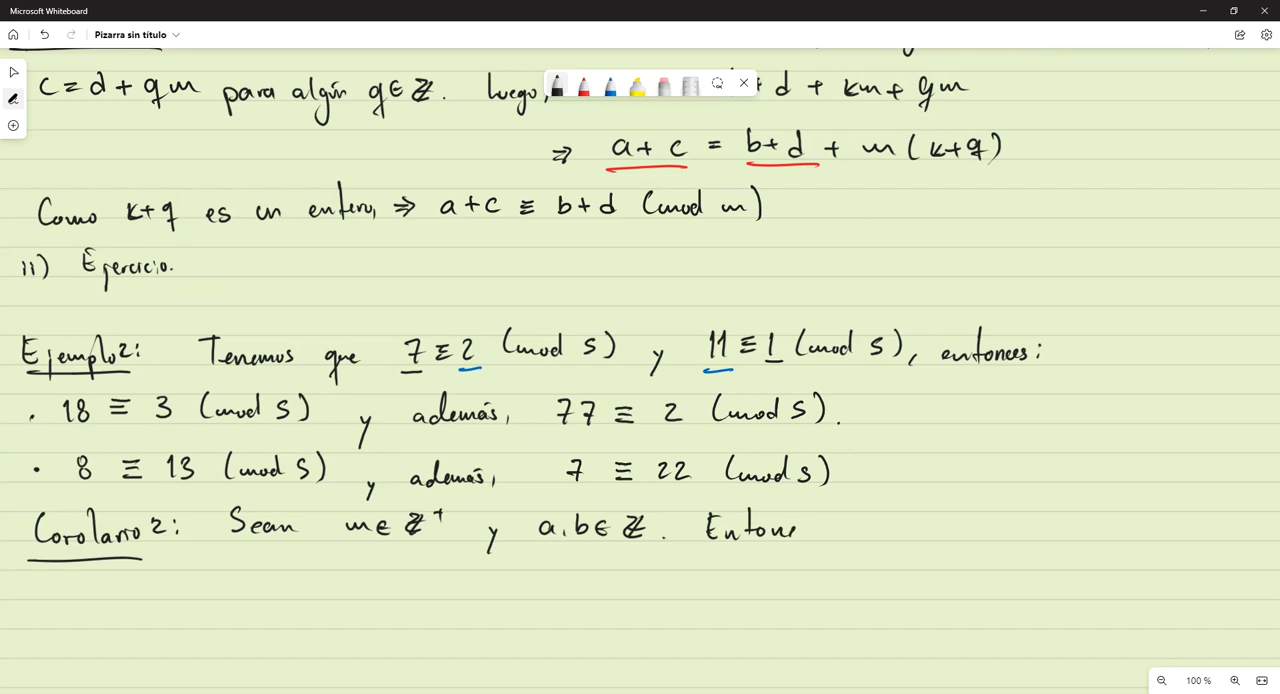 Microsoft Whiteboard
Pizarra sin título
c = d + qm para algún q ∈ ℤ. Luego, + d + km + qm
⇒ a + c = b + d + m (k+q)
Como k+q es un entero, ⇒ a+c ≡ b+d (mod m)
ii) Ejercicio.
Ejemplo 2: Tenemos que 7 ≡ 2 (mod 5) y 11 ≡ 1 (mod 5), entonces:
. 18 ≡ 3 (mod 5) y además, 77 ≡ 2 (mod 5).
• 8 ≡ 13 (mod 5) y además, 7 ≡ 22 (mod 5)
Corolario 2: Sean m ∈ ℤ⁺ y a, b ∈ ℤ. Entonc
100 %